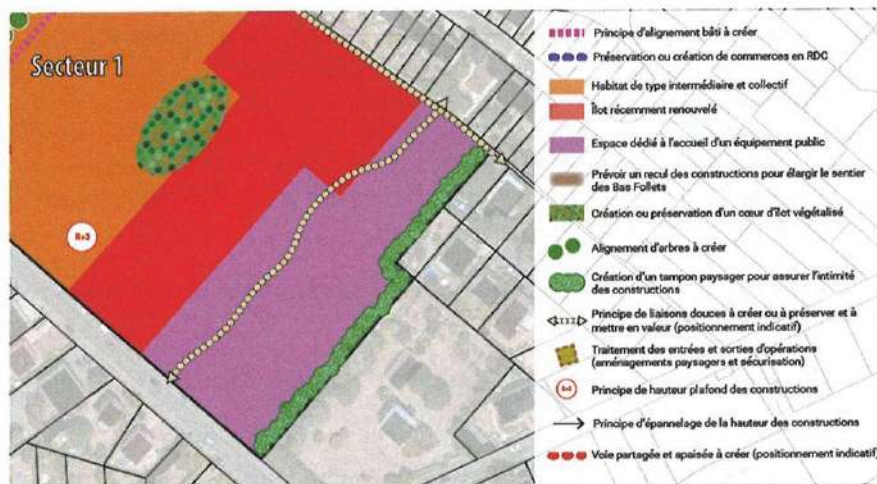 Secteur 1
R+3
Principe d'alignement bâti à créer
Préservation ou création de commerces en RDC
Habitat de type intermédiaire et collectif
Îlot récemment renouvelé
Espace dédié à l'accueil d'un équipement public
Prévoir un recul des constructions pour élargir le sentier
des Bas Follets
Création ou préservation d'un cœur d'îlot végétalisé
Alignement d'arbres à créer
Création d'un tampon paysager pour assurer l'intimité
des constructions
Principe de liaisons douces à créer ou à préserver et à
mettre en valeur (positionnement indicatif)
Traitement des entrées et sorties d'opérations
(aménagements paysagers et sécurisation)
Principe de hauteur plafond des constructions
Principe d'épannelage de la hauteur des constructions
Voie partagée et apaisée à créer (positionnement indicatif)